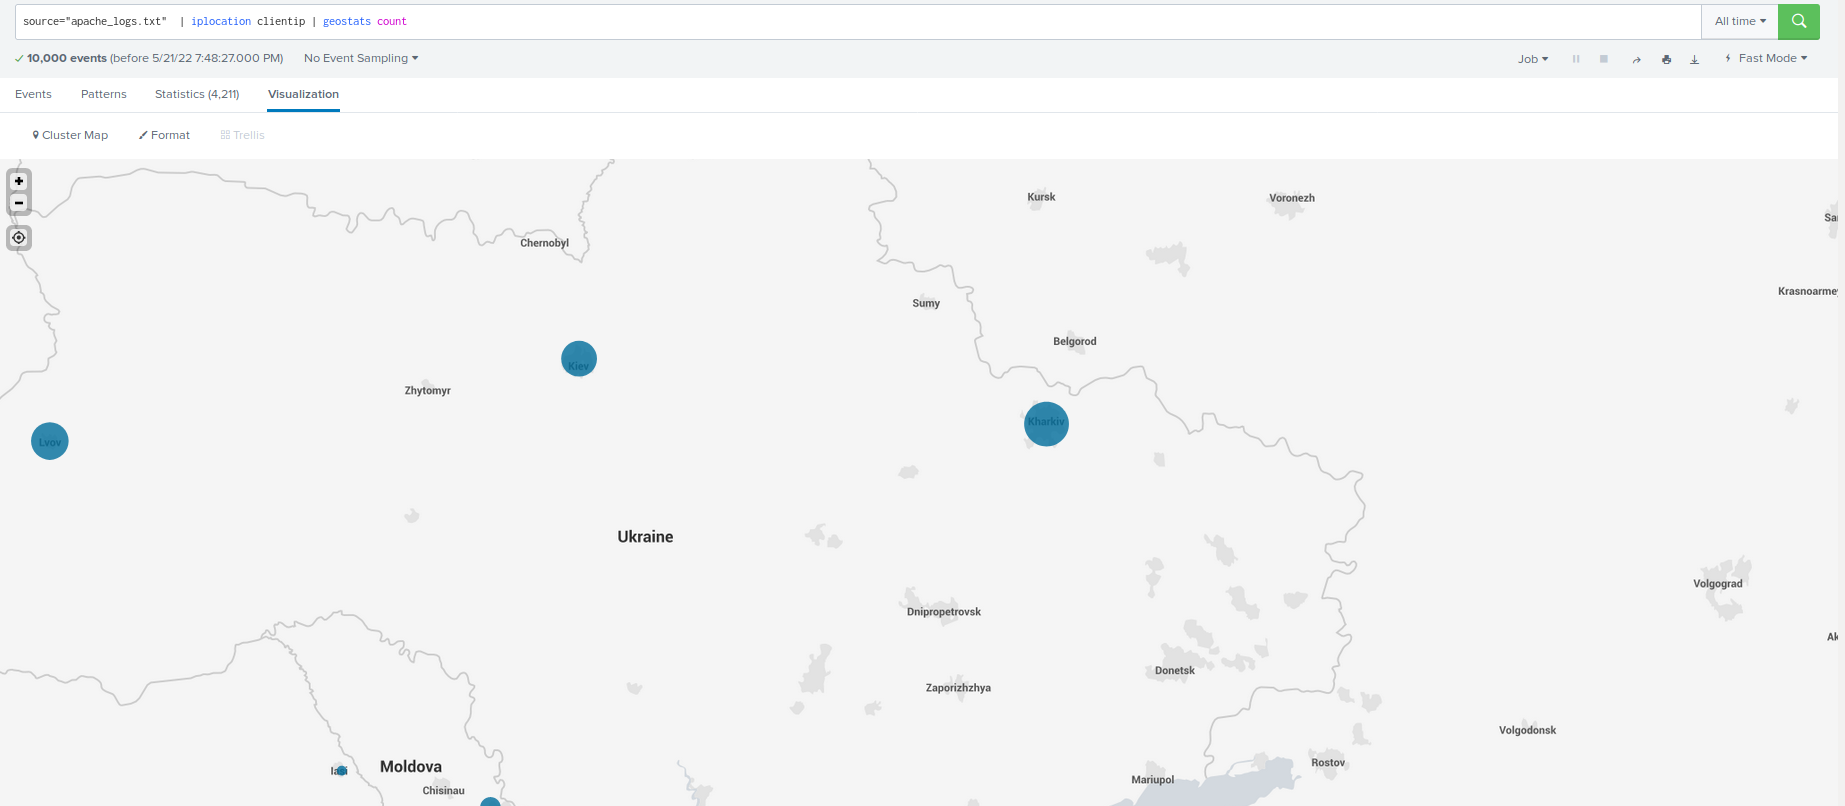 source="apache_logs.txt" | iplocation clientip | geostats count
All time
10,000 events (before 5/21/22 7:48:27.000 PM) No Event Sampling
Job Fast Mode
Events Patterns Statistics (4,211) Visualization
Cluster Map Format Trellis
+
−
Kursk
Voronezh
Sa
Chernobyl
Krasnoarme
Sumy
Belgorod
Kiev
Zhytomyr
Kharkiv
Lvov
Ukraine
Volgograd
Dnipropetrovsk
Ak
Donetsk
Zaporizhzhya
Volgodonsk
Rostov
Moldova
Iasi
Mariupol
Chisinau